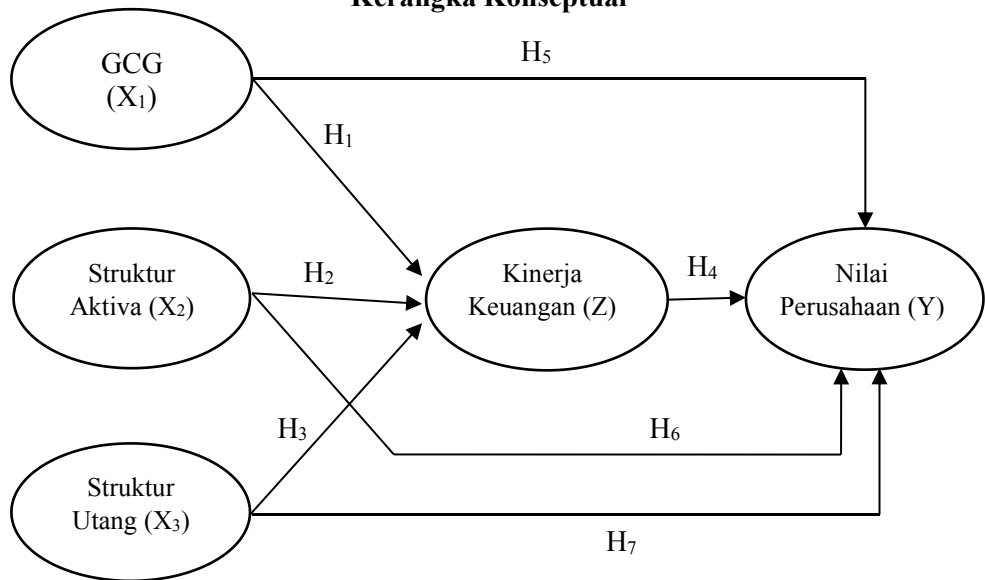 Kerangka Konseptual
GCG
(X₁)
H₅
H₁
Struktur
Aktiva (X₂)
H₂
Kinerja
Keuangan (Z)
H₄
Nilai
Perusahaan (Y)
H₃
H₆
Struktur
Utang (X₃)
H₇